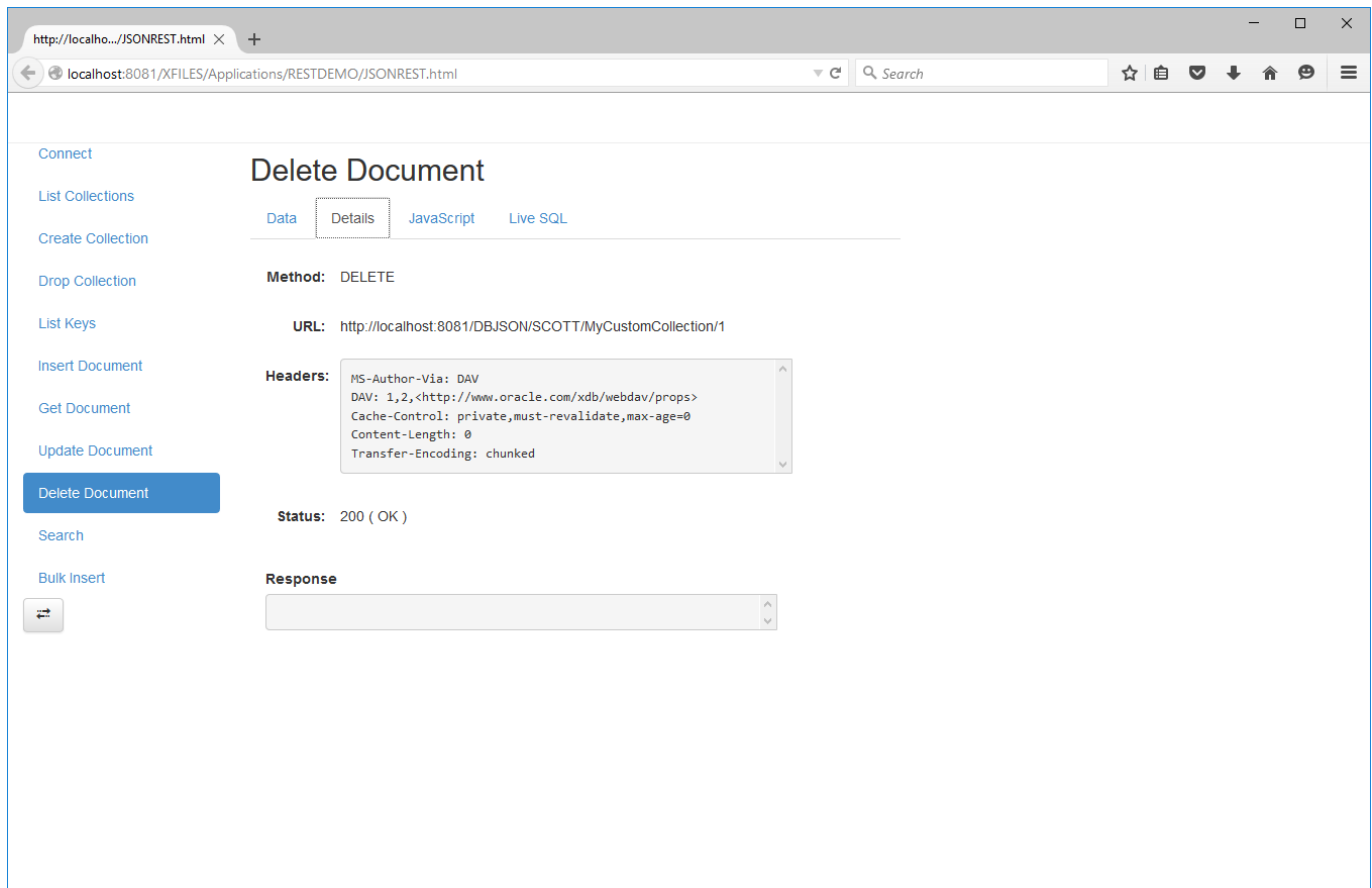 http://localho.../JSONREST.html
localhost:8081/XFILES/Applications/RESTDEMO/JSONREST.html
Search
Connect
List Collections
Create Collection
Drop Collection
List Keys
Insert Document
Get Document
Update Document
Delete Document
Search
Bulk Insert
Delete Document
Data Details JavaScript Live SQL
Method: DELETE
URL: http://localhost:8081/DBJSON/SCOTT/MyCustomCollection/1
Headers:
MS-Author-Via: DAV
DAV: 1,2,<http://www.oracle.com/xdb/webdav/props>
Cache-Control: private,must-revalidate,max-age=0
Content-Length: 0
Transfer-Encoding: chunked
Status: 200 ( OK )
Response